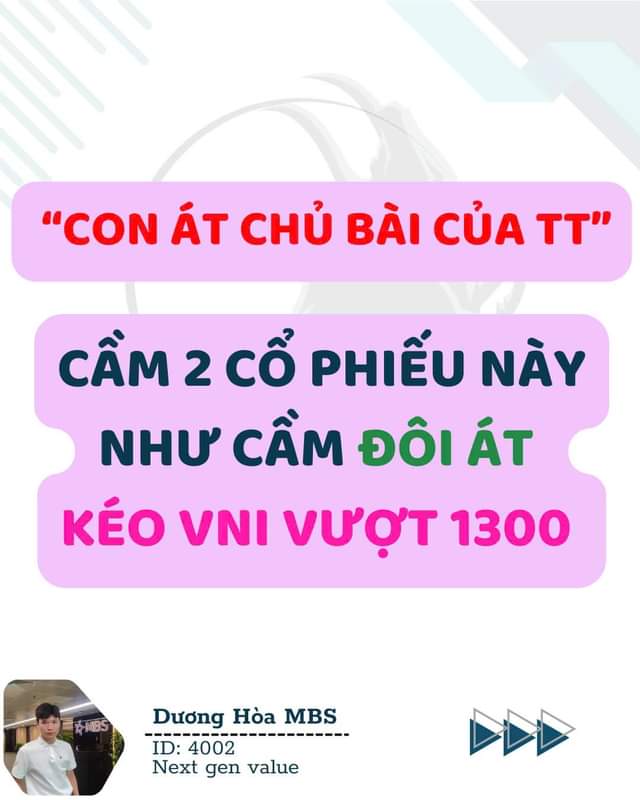 “CON ÁT CHỦ BÀI CỦA TT”
CẦM 2 CỔ PHIẾU NÀY
NHƯ CẦM ĐÔI ÁT
KÉO VNI VƯỢT 1300
MBS
Dương Hòa MBS
ID: 4002
Next gen value